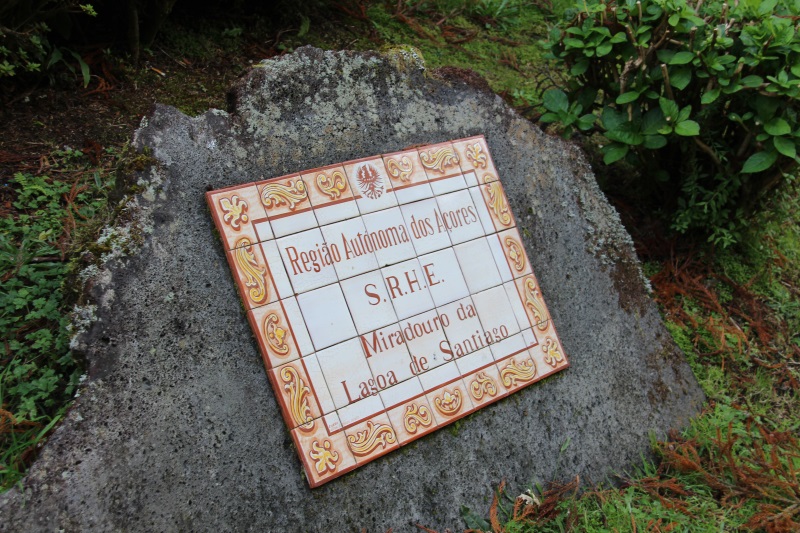 Região Autónoma dos Açores
S.R.H.E.
Miradouro da
Lagoa de Santiago